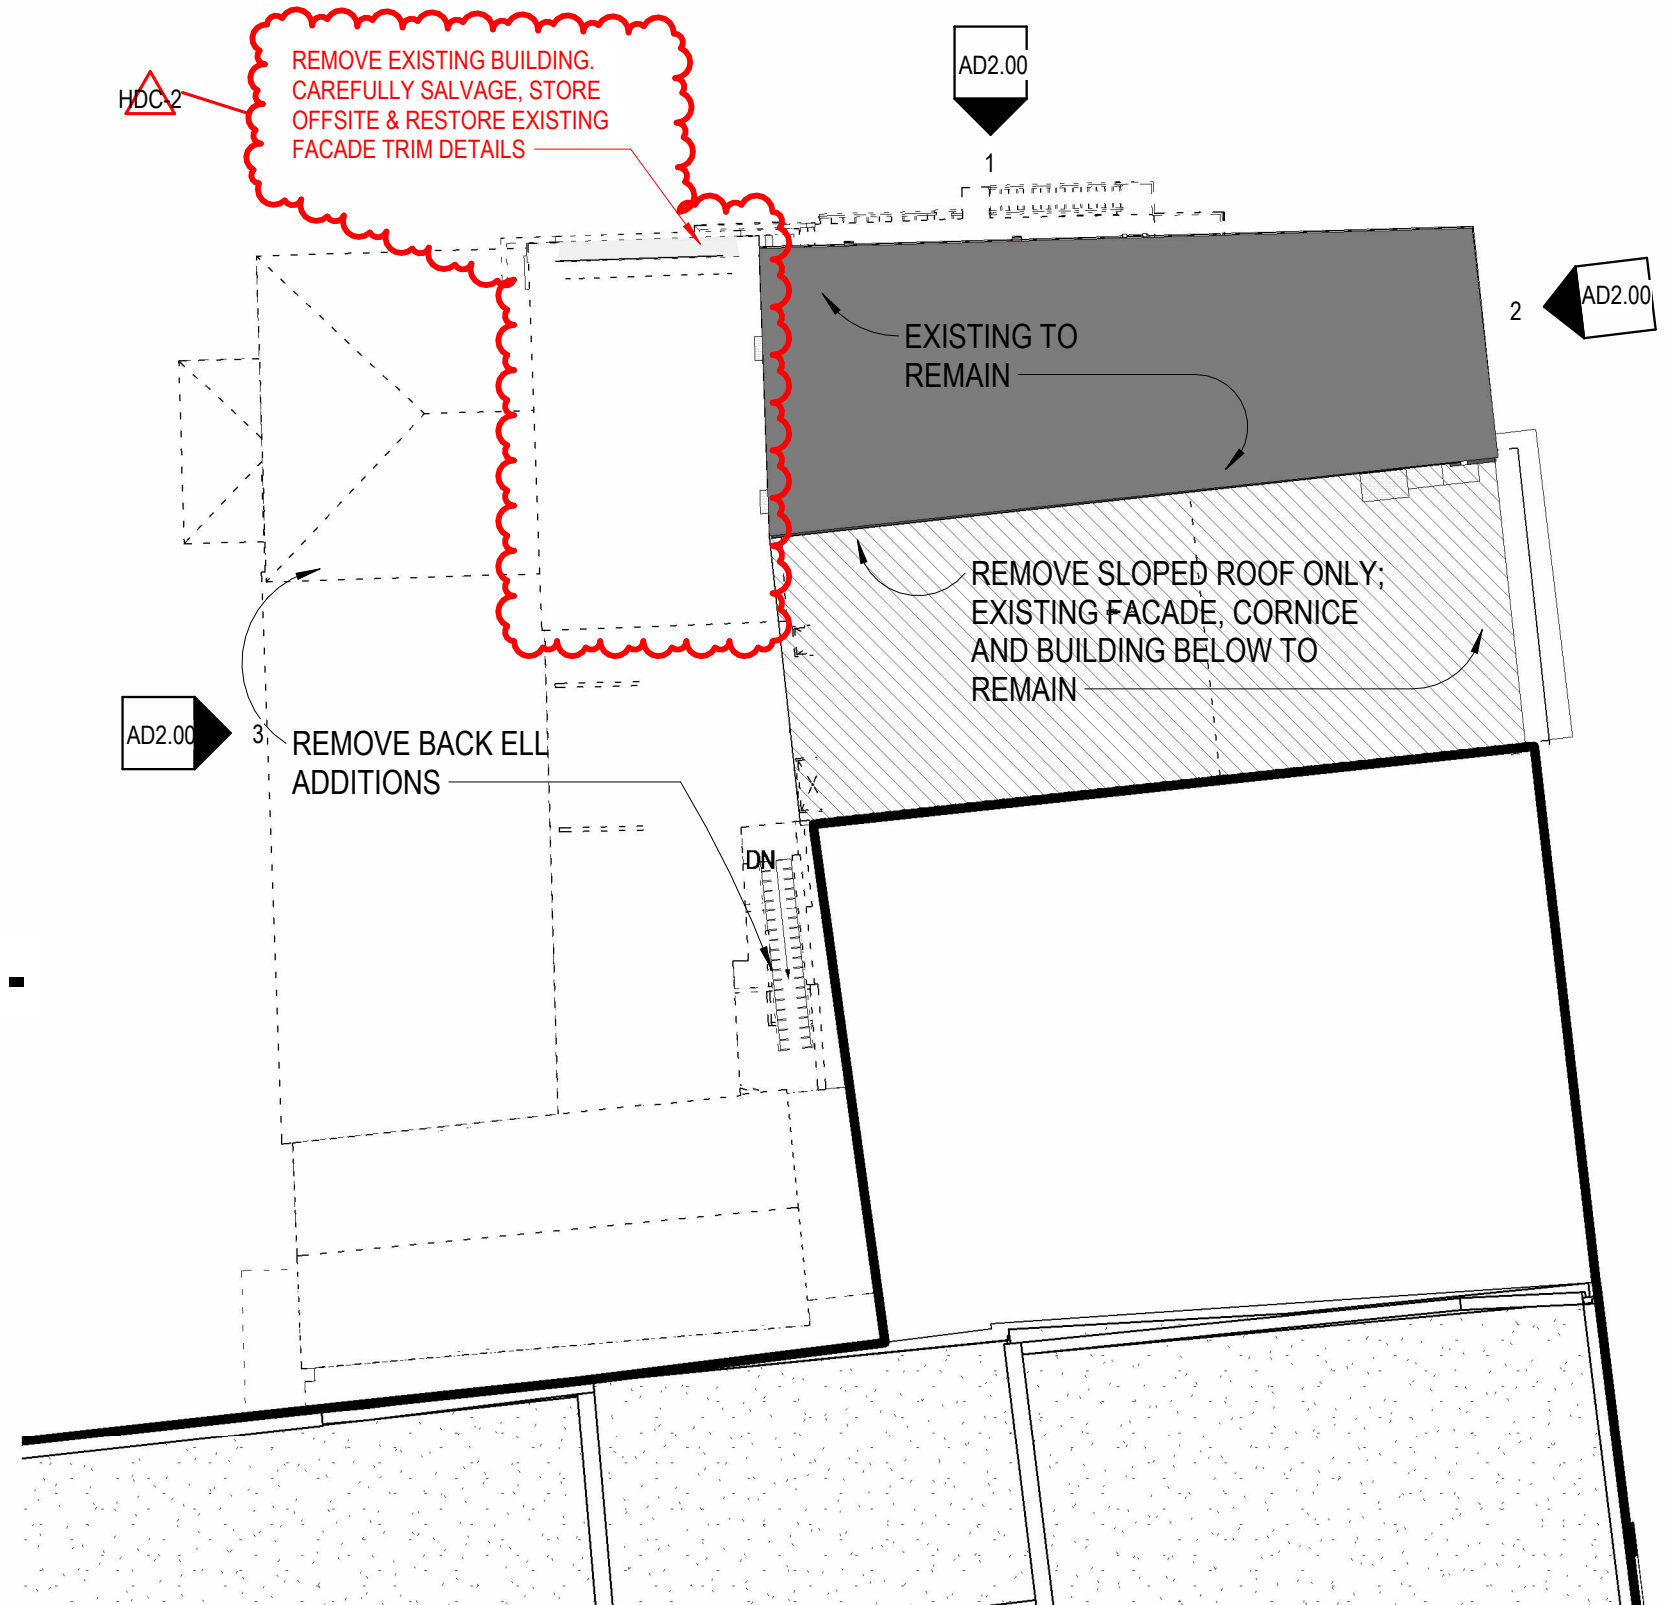 REMOVE EXISTING BUILDING.
CAREFULLY SALVAGE, STORE
OFFSITE & RESTORE EXISTING
FACADE TRIM DETAILS
HDC-2
AD2.00
1
AD2.00
2
EXISTING TO
REMAIN
REMOVE SLOPED ROOF ONLY;
EXISTING FACADE, CORNICE
AND BUILDING BELOW TO
REMAIN
AD2.00
3
REMOVE BACK ELL
ADDITIONS
DN